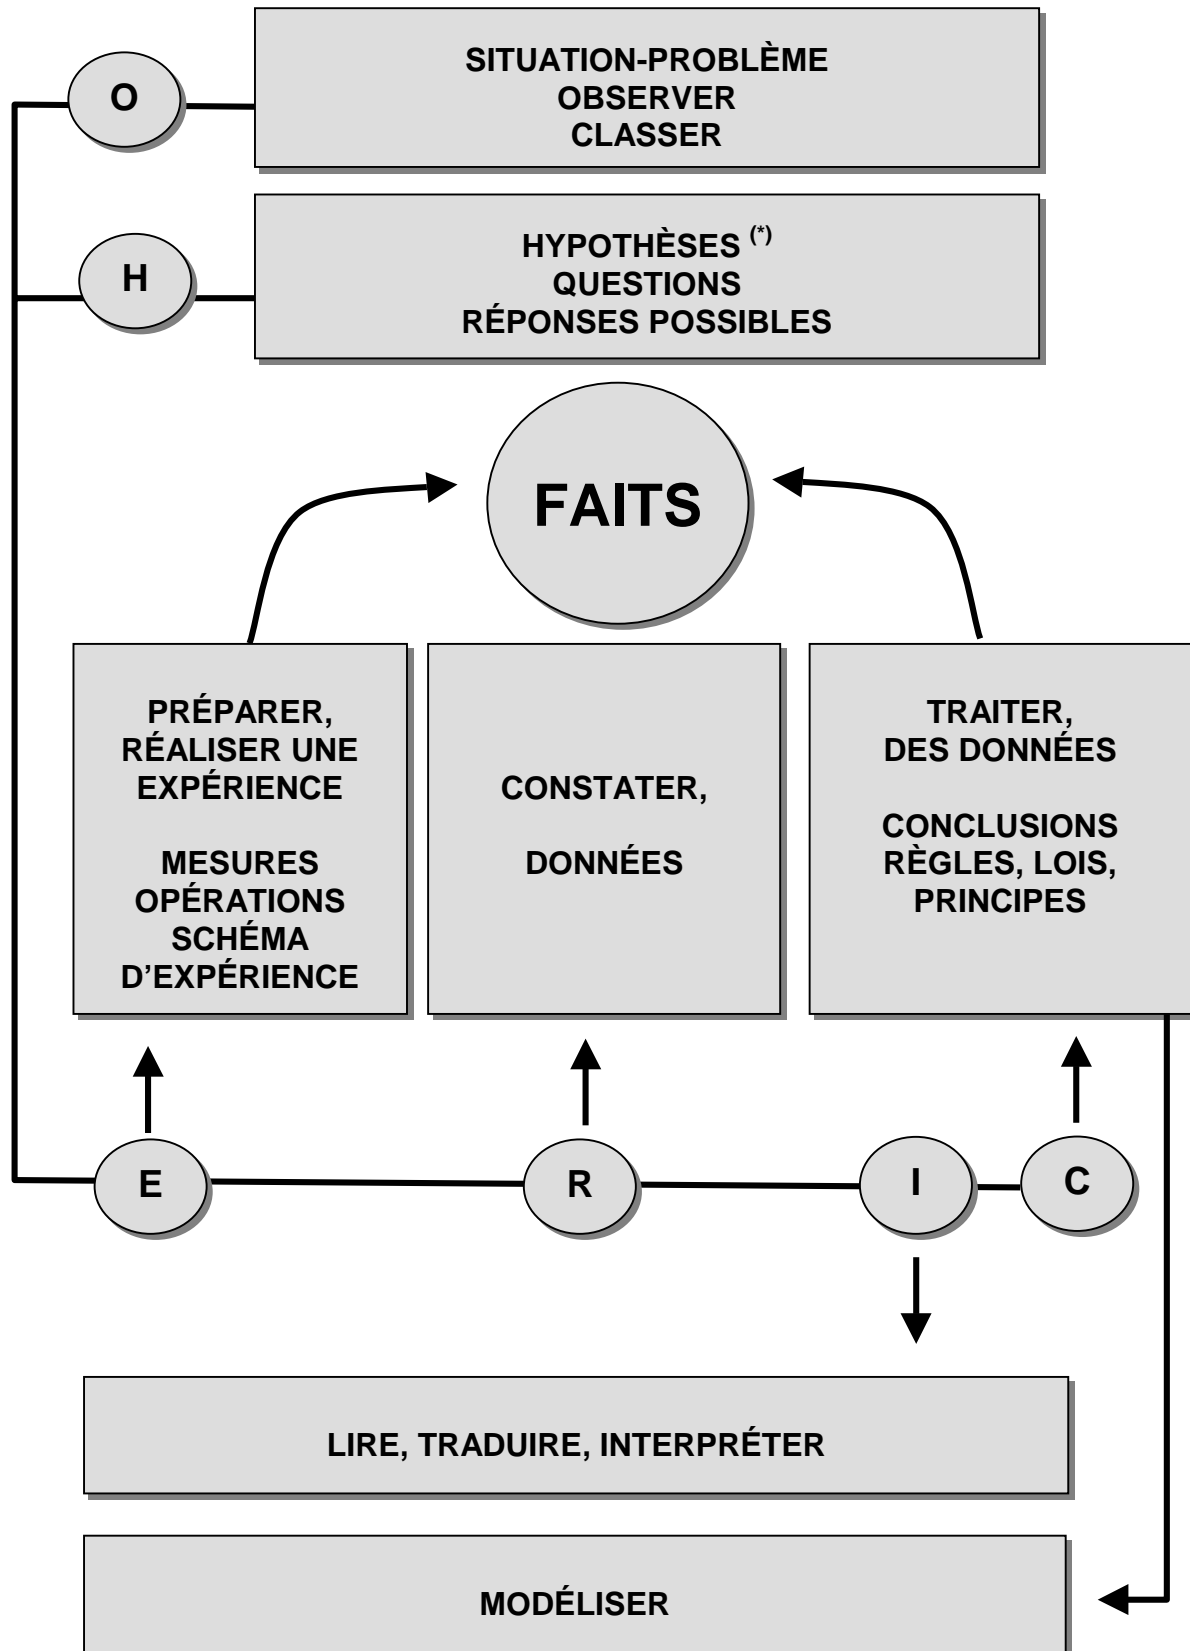 O
SITUATION-PROBLÈME
OBSERVER
CLASSER
H
HYPOTHÈSES (*)
QUESTIONS
RÉPONSES POSSIBLES
FAITS
PRÉPARER,
RÉALISER UNE
EXPÉRIENCE
MESURES
OPÉRATIONS
SCHÉMA
D'EXPÉRIENCE
CONSTATER,
DONNÉES
TRAITER,
DES DONNÉES
CONCLUSIONS
RÈGLES, LOIS,
PRINCIPES
E
R
I
C
LIRE, TRADUIRE, INTERPRÉTER
MODÉLISER